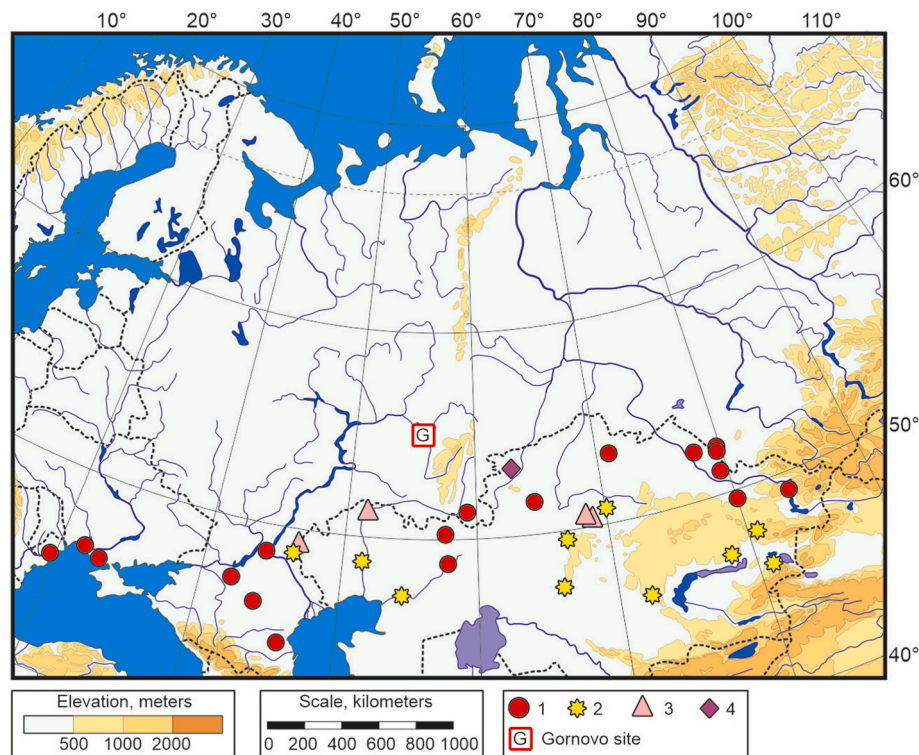 10° 20° 30° 40° 50° 60° 70° 80° 90° 100° 110°
60°
G
50°
40°
Elevation, meters
500 1000 2000
Scale, kilometers
0 200 400 600 800 1000
1 2 3 4
G Gornovo site